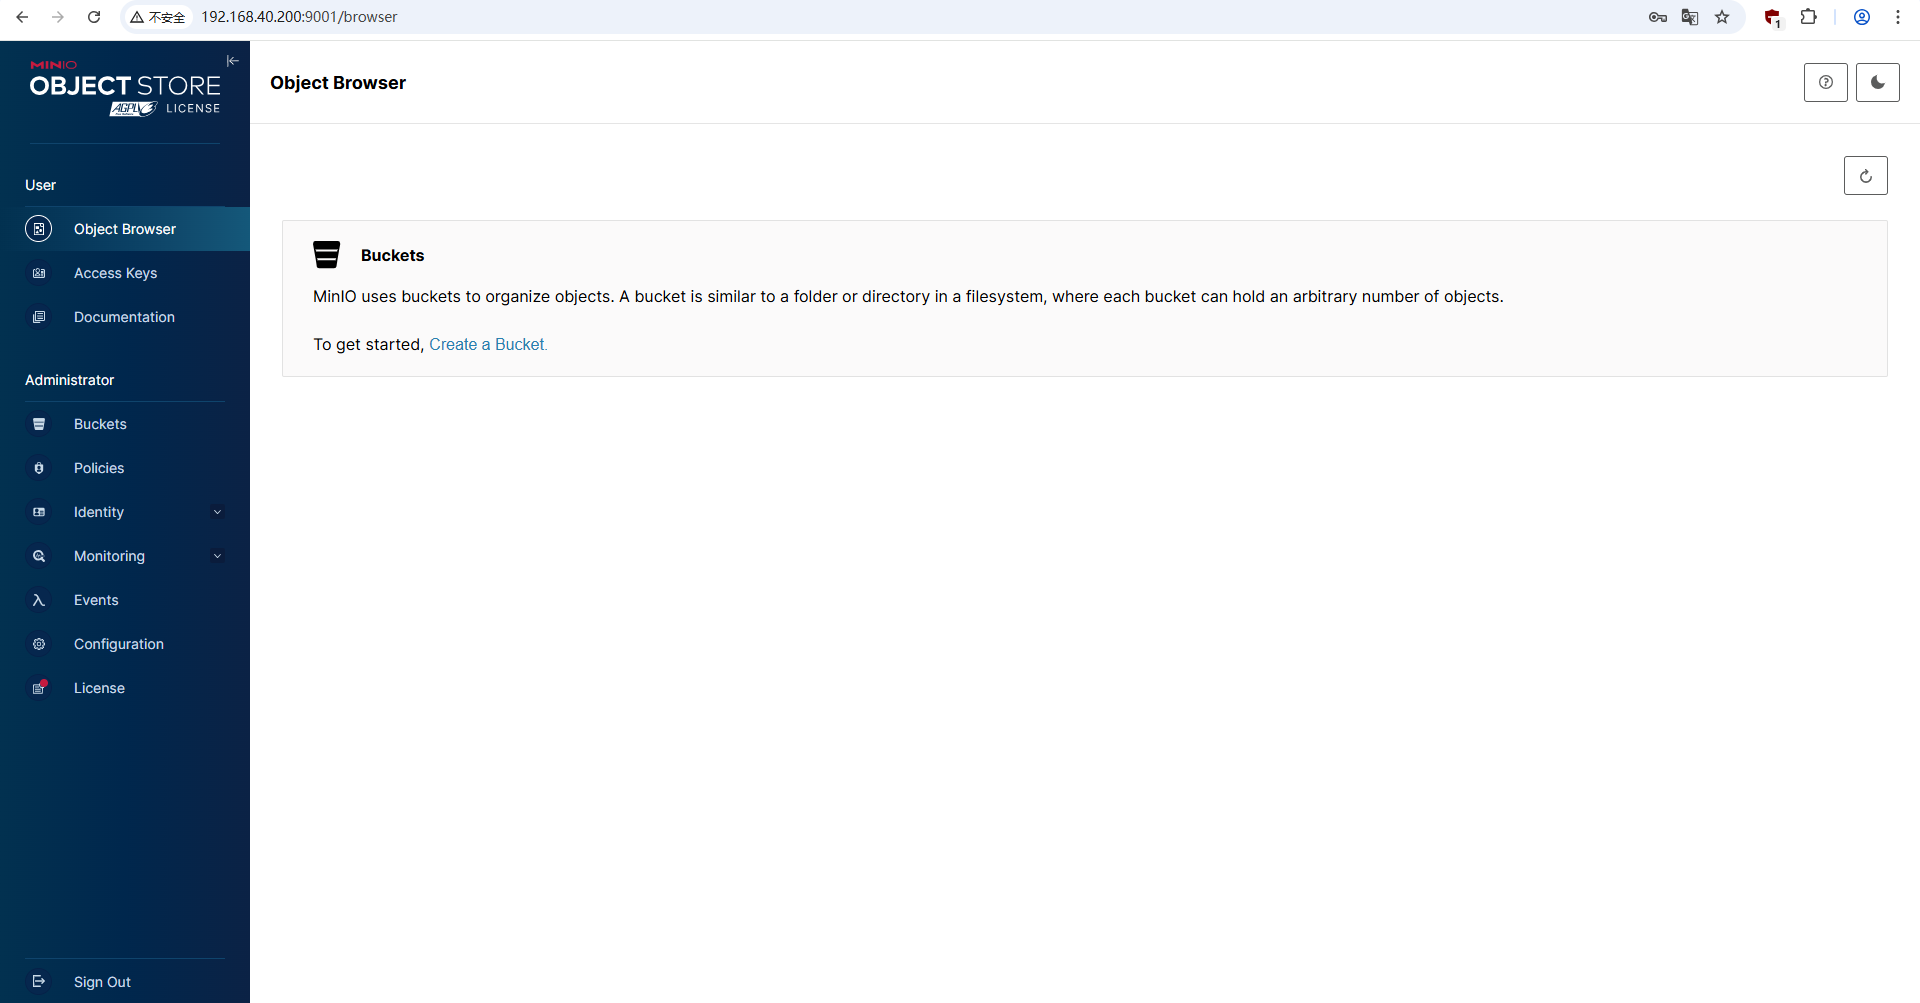 不安全
192.168.40.200:9001/browser
1
MINIO
OBJECT STORE
AGPLv3 LICENSE
Object Browser
User
Object Browser
Access Keys
Documentation
Administrator
Buckets
Policies
Identity
Monitoring
Events
Configuration
License
Sign Out
Buckets
MinIO uses buckets to organize objects. A bucket is similar to a folder or directory in a filesystem, where each bucket can hold an arbitrary number of objects.
To get started, Create a Bucket.